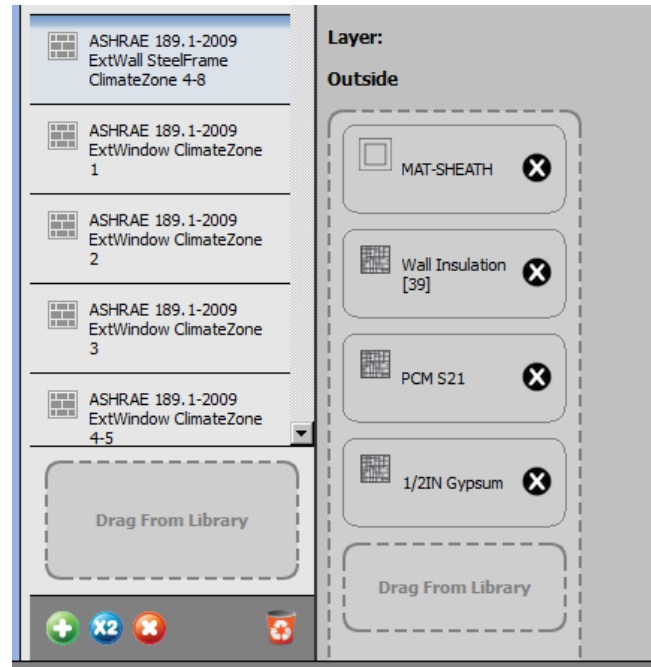 ASHRAE 189.1-2009
ExtWall SteelFrame
ClimateZone 4-8
ASHRAE 189.1-2009
ExtWindow ClimateZone
1
ASHRAE 189.1-2009
ExtWindow ClimateZone
2
ASHRAE 189.1-2009
ExtWindow ClimateZone
3
ASHRAE 189.1-2009
ExtWindow ClimateZone
4-5
Drag From Library
X2
Layer:
Outside
MAT-SHEATH
Wall Insulation
[39]
PCM S21
1/2IN Gypsum
Drag From Library